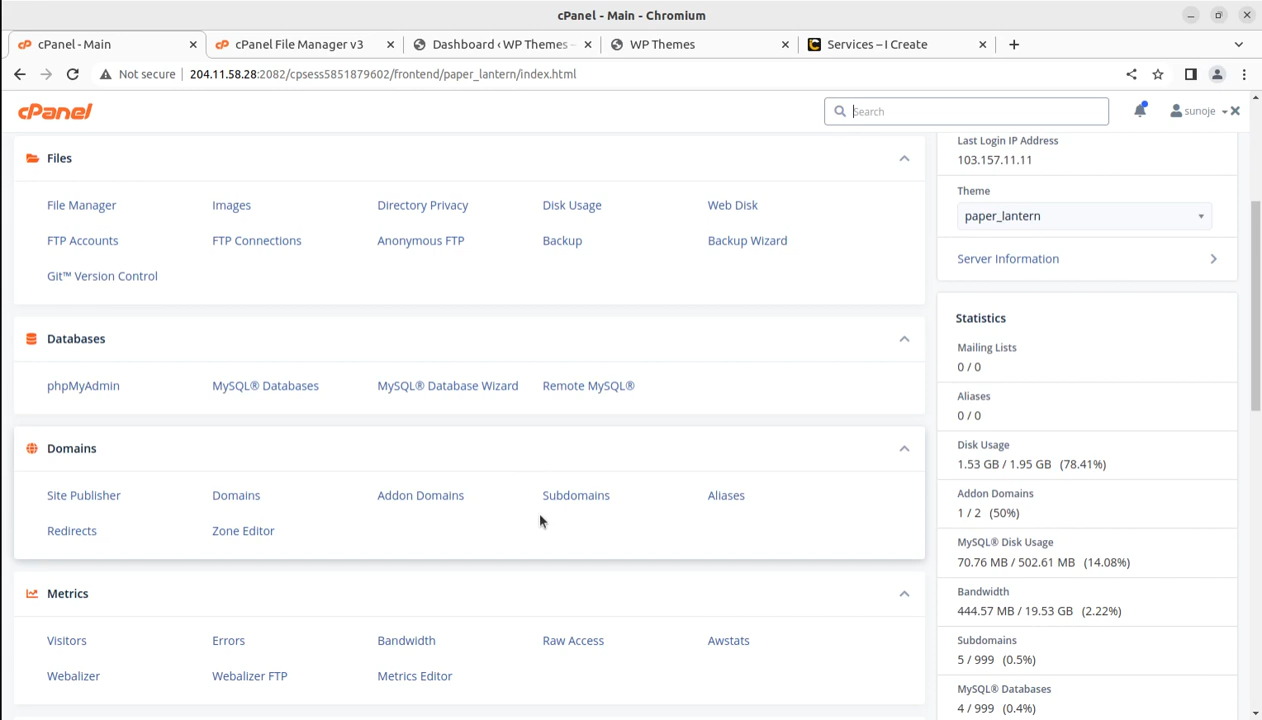 cPanel - Main - Chromium
cPanel - Main
cPanel File Manager v3
Dashboard ‹ WP Themes –
WP Themes
Services – I Create
Not secure
204.11.58.28:2082/cpsess5851879602/frontend/paper_lantern/index.html
cPanel
Search
sunoje
Files
File Manager Images Directory Privacy Disk Usage Web Disk
FTP Accounts FTP Connections Anonymous FTP Backup Backup Wizard
Git™ Version Control
Databases
phpMyAdmin MySQL® Databases MySQL® Database Wizard Remote MySQL®
Domains
Site Publisher Domains Addon Domains Subdomains Aliases
Redirects Zone Editor
Metrics
Visitors Errors Bandwidth Raw Access Awstats
Webalizer Webalizer FTP Metrics Editor
Last Login IP Address
103.157.11.11
Theme
paper_lantern
Server Information
Statistics
Mailing Lists
0 / 0
Aliases
0 / 0
Disk Usage
1.53 GB / 1.95 GB (78.41%)
Addon Domains
1 / 2 (50%)
MySQL® Disk Usage
70.76 MB / 502.61 MB (14.08%)
Bandwidth
444.57 MB / 19.53 GB (2.22%)
Subdomains
5 / 999 (0.5%)
MySQL® Databases
4 / 999 (0.4%)